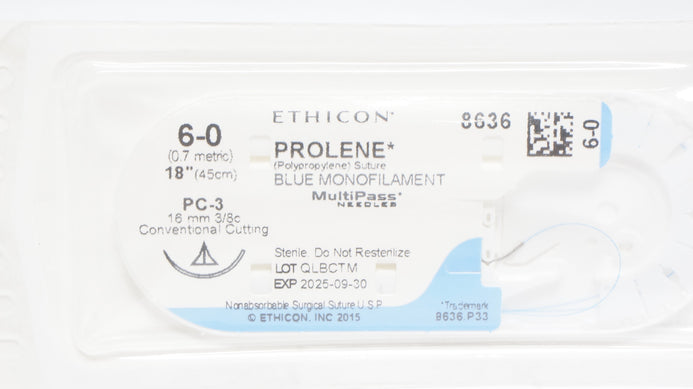 ETHICON*
8636
6-0
6-0
(0.7 metric)
18" (45cm)
PROLENE*
(Polypropylene) Suture
BLUE MONOFILAMENT
MultiPass*
NEEDLES
PC-3
16 mm 3/8c
Conventional Cutting
Sterile. Do Not Resterilize
LOT QLBCTM
EXP 2025-09-30
Nonabsorbable Surgical Suture U.S.P.
© ETHICON, INC 2015
*Trademark
8636.P33